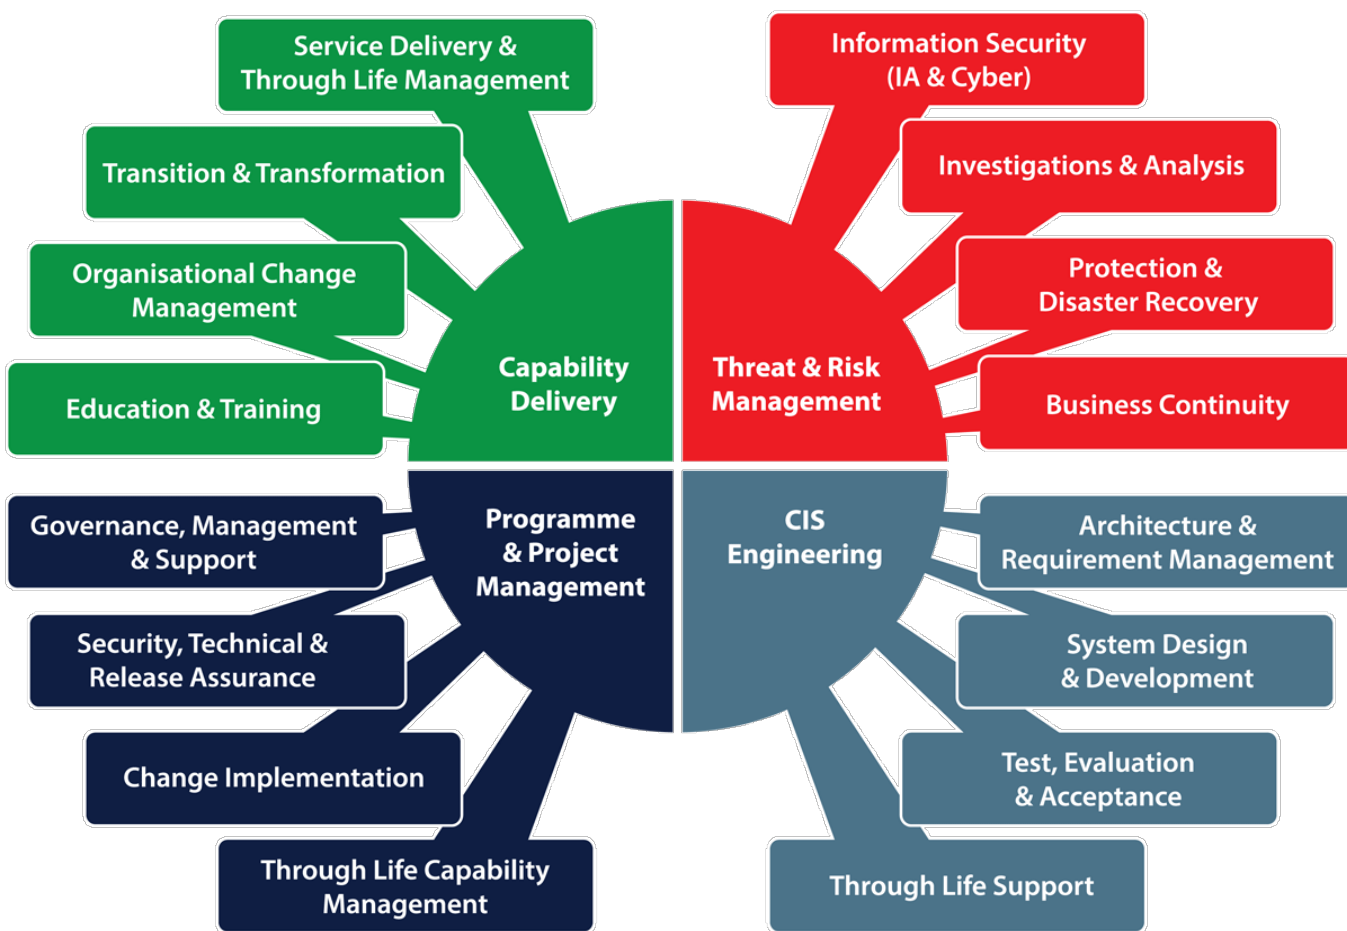 Service Delivery &
Through Life Management
Transition & Transformation
Organisational Change
Management
Education & Training
Capability
Delivery
Information Security
(IA & Cyber)
Investigations & Analysis
Protection &
Disaster Recovery
Business Continuity
Threat & Risk
Management
Governance, Management
& Support
Security, Technical &
Release Assurance
Change Implementation
Through Life Capability
Management
Programme
& Project
Management
CIS
Engineering
Architecture &
Requirement Management
System Design
& Development
Test, Evaluation
& Acceptance
Through Life Support